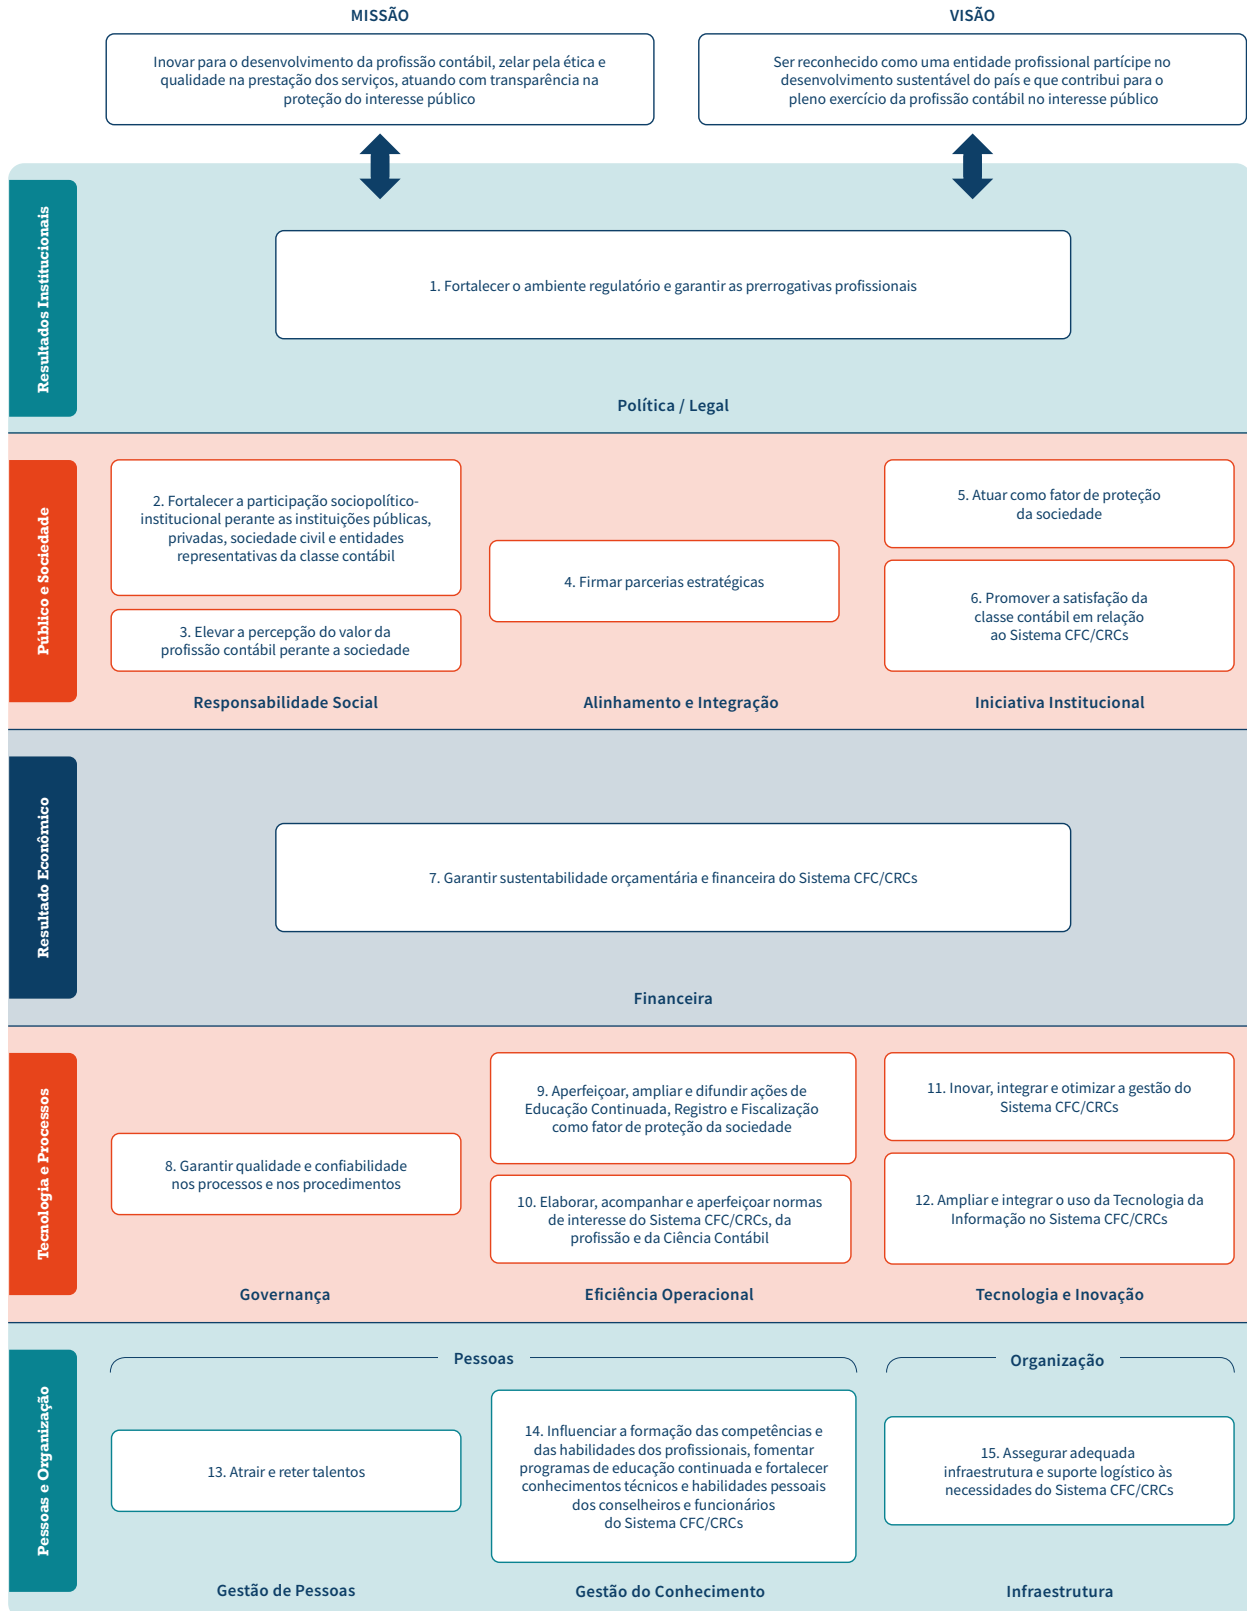 MISSÃO
Inovar para o desenvolvimento da profissão contábil, zelar pela ética e
qualidade na prestação dos serviços, atuando com transparência na
proteção do interesse público
VISÃO
Ser reconhecido como uma entidade profissional partícipe no
desenvolvimento sustentável do país e que contribui para o
pleno exercício da profissão contábil no interesse público
Resultados Institucionais
1. Fortalecer o ambiente regulatório e garantir as prerrogativas profissionais
Política / Legal
Público e Sociedade
2. Fortalecer a participação sociopolítico-
institucional perante as instituições públicas,
privadas, sociedade civil e entidades
representativas da classe contábil
3. Elevar a percepção do valor da
profissão contábil perante a sociedade
Responsabilidade Social
4. Firmar parcerias estratégicas
Alinhamento e Integração
5. Atuar como fator de proteção
da sociedade
6. Promover a satisfação da
classe contábil em relação
ao Sistema CFC/CRCs
Iniciativa Institucional
Resultado Econômico
7. Garantir sustentabilidade orçamentária e financeira do Sistema CFC/CRCs
Financeira
Tecnologia e Processos
8. Garantir qualidade e confiabilidade
nos processos e nos procedimentos
Governança
9. Aperfeiçoar, ampliar e difundir ações de
Educação Continuada, Registro e Fiscalização
como fator de proteção da sociedade
10. Elaborar, acompanhar e aperfeiçoar normas
de interesse do Sistema CFC/CRCs, da
profissão e da Ciência Contábil
Eficiência Operacional
11. Inovar, integrar e otimizar a gestão do
Sistema CFC/CRCs
12. Ampliar e integrar o uso da Tecnologia da
Informação no Sistema CFC/CRCs
Tecnologia e Inovação
Pessoas e Organização
Pessoas
13. Atrair e reter talentos
Gestão de Pessoas
14. Influenciar a formação das competências e
das habilidades dos profissionais, fomentar
programas de educação continuada e fortalecer
conhecimentos técnicos e habilidades pessoais
dos conselheiros e funcionários
do Sistema CFC/CRCs
Gestão do Conhecimento
Organização
15. Assegurar adequada
infraestrutura e suporte logístico às
necessidades do Sistema CFC/CRCs
Infraestrutura